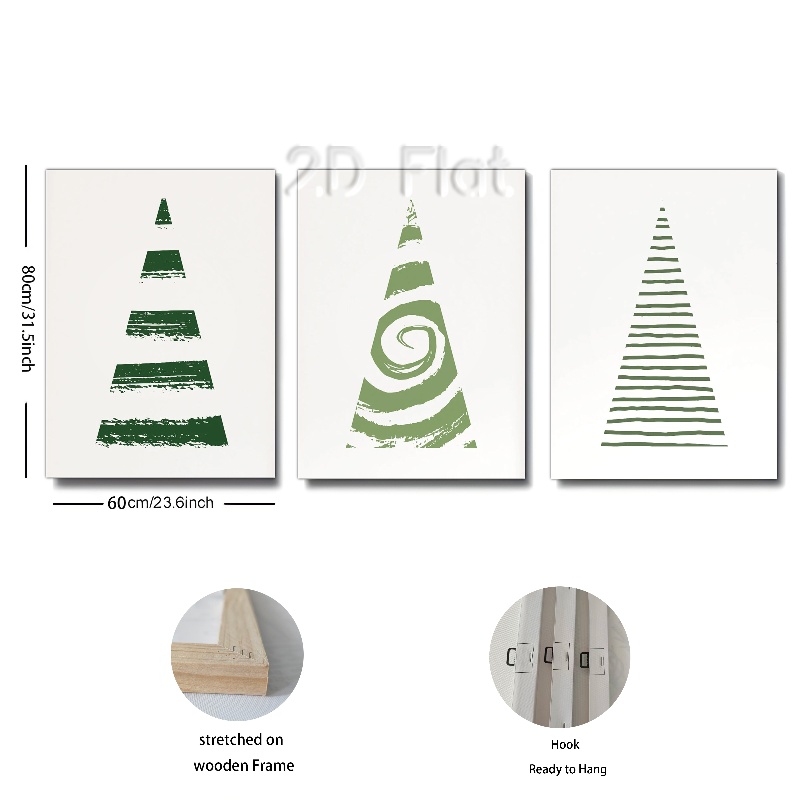 2D Flat
80cm/31.5inch
60cm/23.6inch
stretched on
wooden Frame
Hook
Ready to Hang